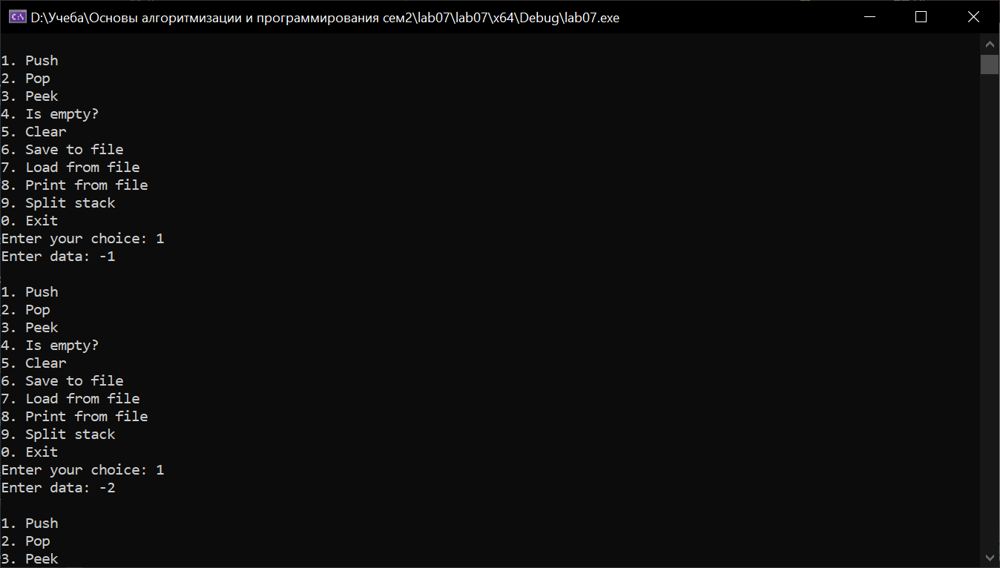 D:\Учеба\Основы алгоритмизации и программирования сем2\lab07\lab07\x64\Debug\lab07.exe
1. Push
2. Pop
3. Peek
4. Is empty?
5. Clear
6. Save to file
7. Load from file
8. Print from file
9. Split stack
0. Exit
Enter your choice: 1
Enter data: -1
1. Push
2. Pop
3. Peek
4. Is empty?
5. Clear
6. Save to file
7. Load from file
8. Print from file
9. Split stack
0. Exit
Enter your choice: 1
Enter data: -2
1. Push
2. Pop
3. Peek